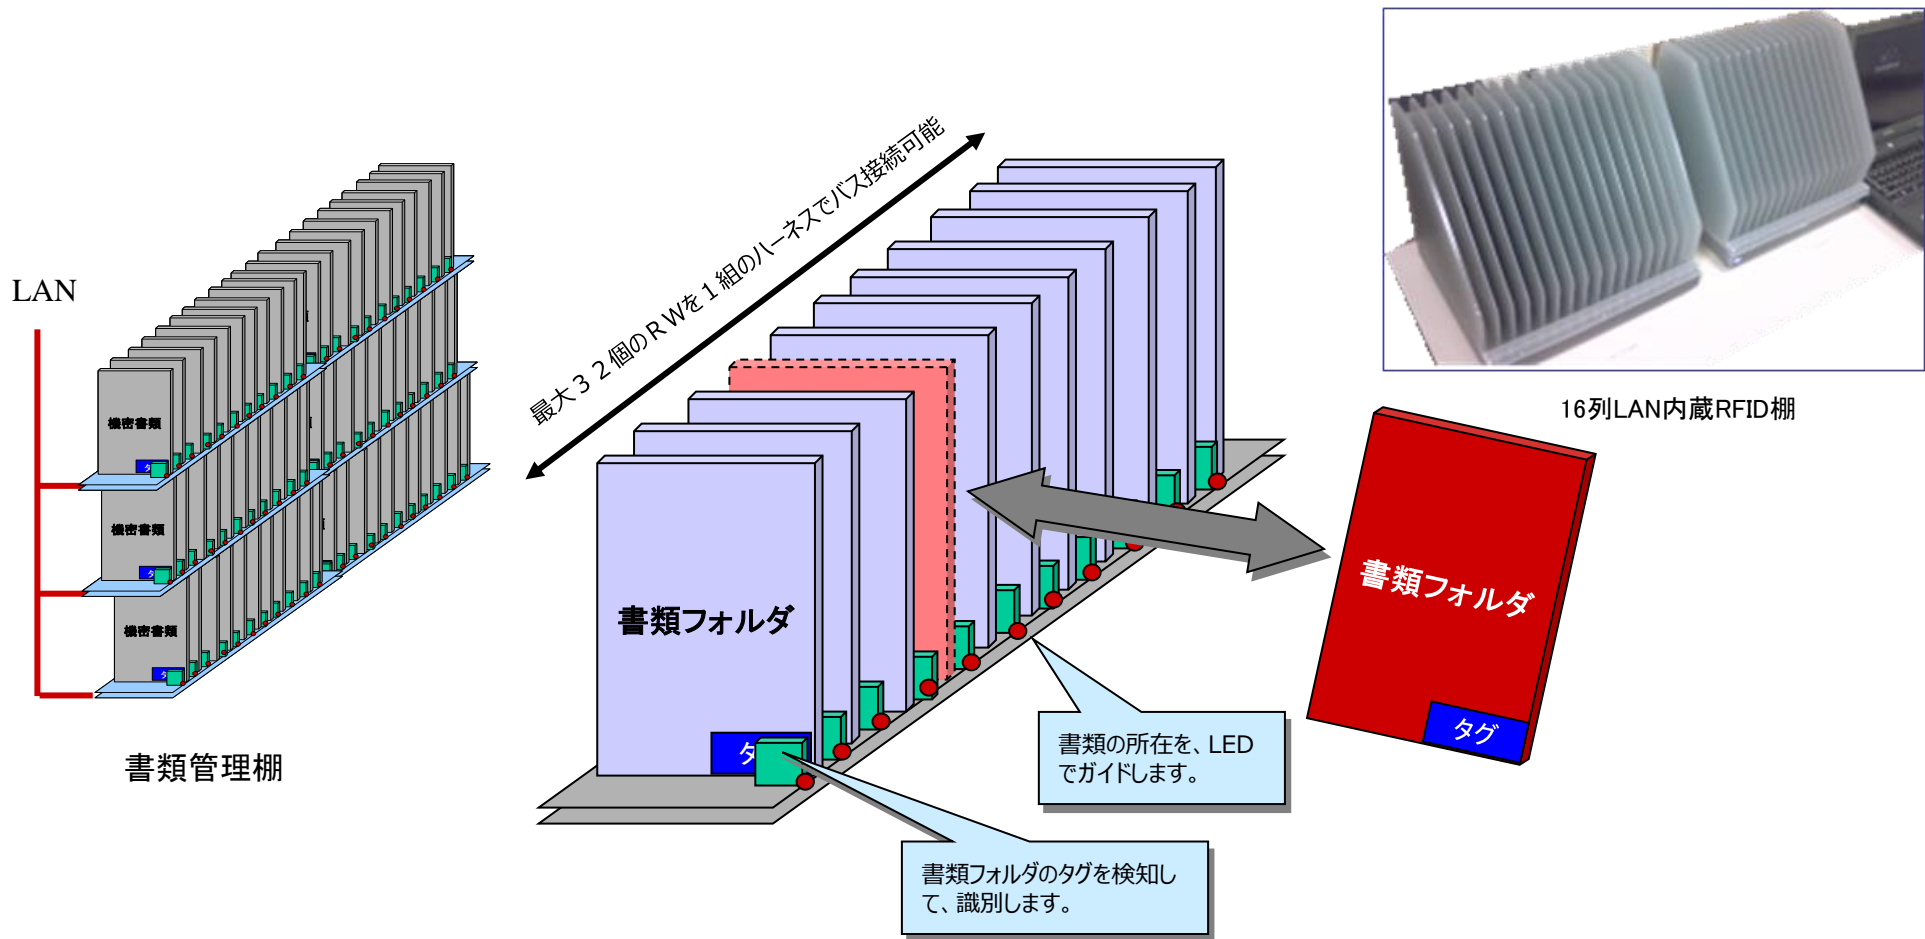 LAN
機密書類
タ
機密書類
タ
機密書類
タ
書類管理棚
最大３２個のＲＷを１組のハーネスでバス接続可能
書類フォルダ
タ
書類の所在を、LED
でガイドします。
書類フォルダのタグを検知し
て、識別します。
16列LAN内蔵RFID棚
書類フォルダ
タグ